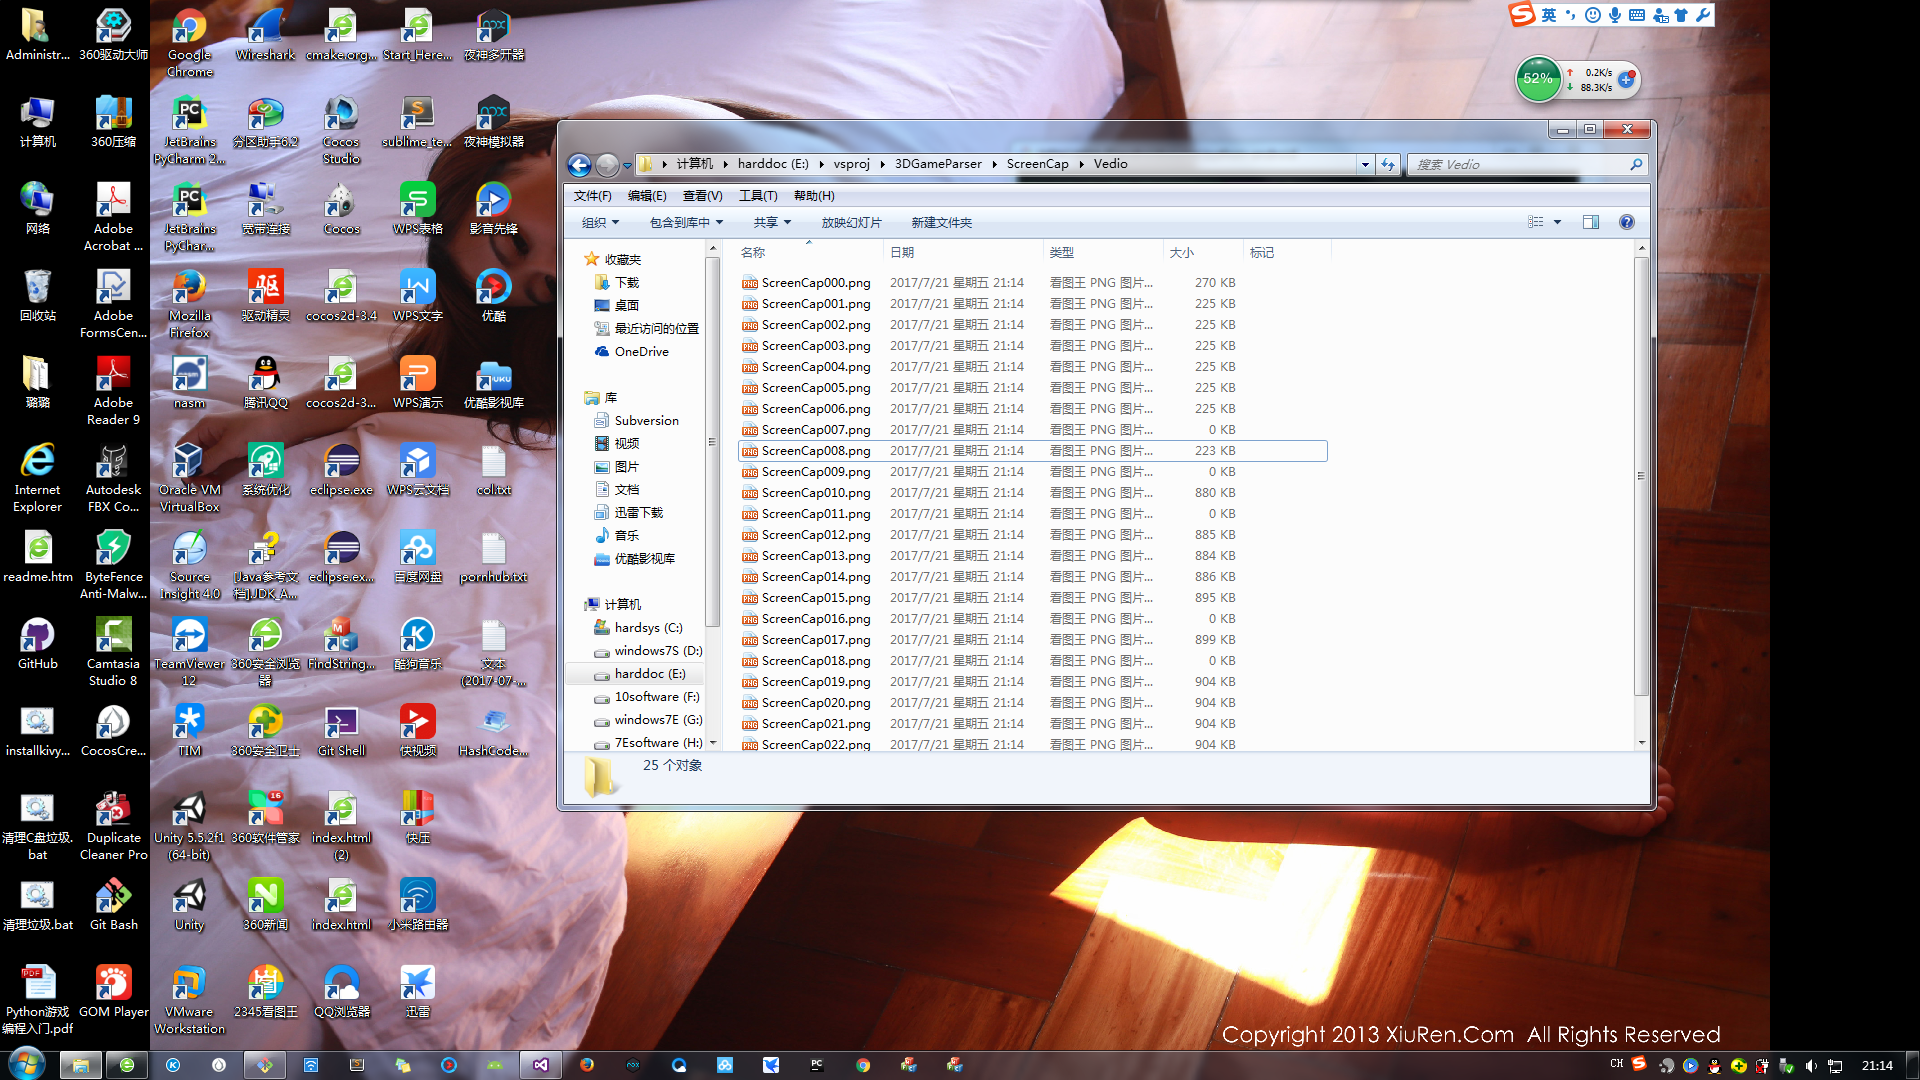 Administr...
360驱动大师
Google Chrome
Wireshark
cmake.org...
Start_Here...
夜神多开器
计算机
360压缩
JetBrains PyCharm 2...
分区助手6.2
Cocos Studio
sublime_te...
夜神模拟器
网络
Adobe Acrobat ...
JetBrains PyChar...
宽带连接
Cocos
WPS表格
影音先锋
回收站
Adobe FormsCen...
Mozilla Firefox
驱动精灵
cocos2d-3.4
WPS文字
优酷
璐璐
Adobe Reader 9
nasm
腾讯QQ
cocos2d-3...
WPS演示
优酷影视库
Internet Explorer
Autodesk FBX Co...
Oracle VM VirtualBox
系统优化
eclipse.exe
WPS云文档
col.txt
readme.htm
ByteFence Anti-Malw...
Source Insight 4.0
[Java参考文档].JDK_A...
eclipse.ex...
百度网盘
pornhub.txt
GitHub
Camtasia Studio 8
TeamViewer 12
360安全浏览器
FindString...
酷狗音乐
文本 (2017-07-...
installkivy...
CocosCre...
TIM
360安全卫士
Git Shell
快视频
HashCode...
清理C盘垃圾.bat
Duplicate Cleaner Pro
Unity 5.5.2f1 (64-bit)
360软件管家
16
index.html (2)
快压
清理垃圾.bat
Git Bash
Unity
360新闻
index.html
小米路由器
Python游戏编程入门.pdf
GOM Player
VMware Workstation
2345看图王
QQ浏览器
迅雷
英
52%
0.2K/s
88.3K/s
计算机 harddoc (E:) vsproj 3DGameParser ScreenCap Vedio
搜索 Vedio
文件(F) 编辑(E) 查看(V) 工具(T) 帮助(H)
组织 包含到库中 共享 放映幻灯片 新建文件夹
收藏夹
下载
桌面
最近访问的位置
OneDrive
库
Subversion
视频
图片
文档
迅雷下载
音乐
优酷影视库
计算机
hardsys (C:)
windows7S (D:)
harddoc (E:)
10software (F:)
windows7E (G:)
7Esoftware (H:)
名称 日期 类型 大小 标记
ScreenCap000.png 2017/7/21 星期五 21:14 看图王 PNG 图片... 270 KB
ScreenCap001.png 2017/7/21 星期五 21:14 看图王 PNG 图片... 225 KB
ScreenCap002.png 2017/7/21 星期五 21:14 看图王 PNG 图片... 225 KB
ScreenCap003.png 2017/7/21 星期五 21:14 看图王 PNG 图片... 225 KB
ScreenCap004.png 2017/7/21 星期五 21:14 看图王 PNG 图片... 225 KB
ScreenCap005.png 2017/7/21 星期五 21:14 看图王 PNG 图片... 225 KB
ScreenCap006.png 2017/7/21 星期五 21:14 看图王 PNG 图片... 225 KB
ScreenCap007.png 2017/7/21 星期五 21:14 看图王 PNG 图片... 0 KB
ScreenCap008.png 2017/7/21 星期五 21:14 看图王 PNG 图片... 223 KB
ScreenCap009.png 2017/7/21 星期五 21:14 看图王 PNG 图片... 0 KB
ScreenCap010.png 2017/7/21 星期五 21:14 看图王 PNG 图片... 880 KB
ScreenCap011.png 2017/7/21 星期五 21:14 看图王 PNG 图片... 0 KB
ScreenCap012.png 2017/7/21 星期五 21:14 看图王 PNG 图片... 885 KB
ScreenCap013.png 2017/7/21 星期五 21:14 看图王 PNG 图片... 884 KB
ScreenCap014.png 2017/7/21 星期五 21:14 看图王 PNG 图片... 886 KB
ScreenCap015.png 2017/7/21 星期五 21:14 看图王 PNG 图片... 895 KB
ScreenCap016.png 2017/7/21 星期五 21:14 看图王 PNG 图片... 0 KB
ScreenCap017.png 2017/7/21 星期五 21:14 看图王 PNG 图片... 899 KB
ScreenCap018.png 2017/7/21 星期五 21:14 看图王 PNG 图片... 0 KB
ScreenCap019.png 2017/7/21 星期五 21:14 看图王 PNG 图片... 904 KB
ScreenCap020.png 2017/7/21 星期五 21:14 看图王 PNG 图片... 904 KB
ScreenCap021.png 2017/7/21 星期五 21:14 看图王 PNG 图片... 904 KB
ScreenCap022.png 2017/7/21 星期五 21:14 看图王 PNG 图片... 904 KB
25 个对象
Copyright 2013 XiuRen.Com All Rights Reserved
CH
21:14